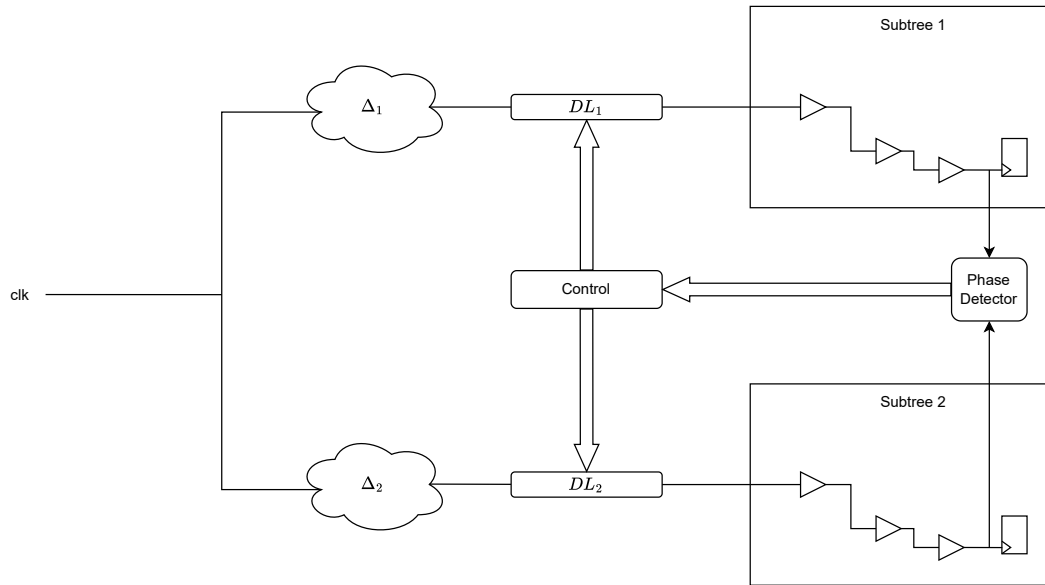 Subtree 1
Δ₁
DL₁
clk
Control
Phase
Detector
Subtree 2
Δ₂
DL₂